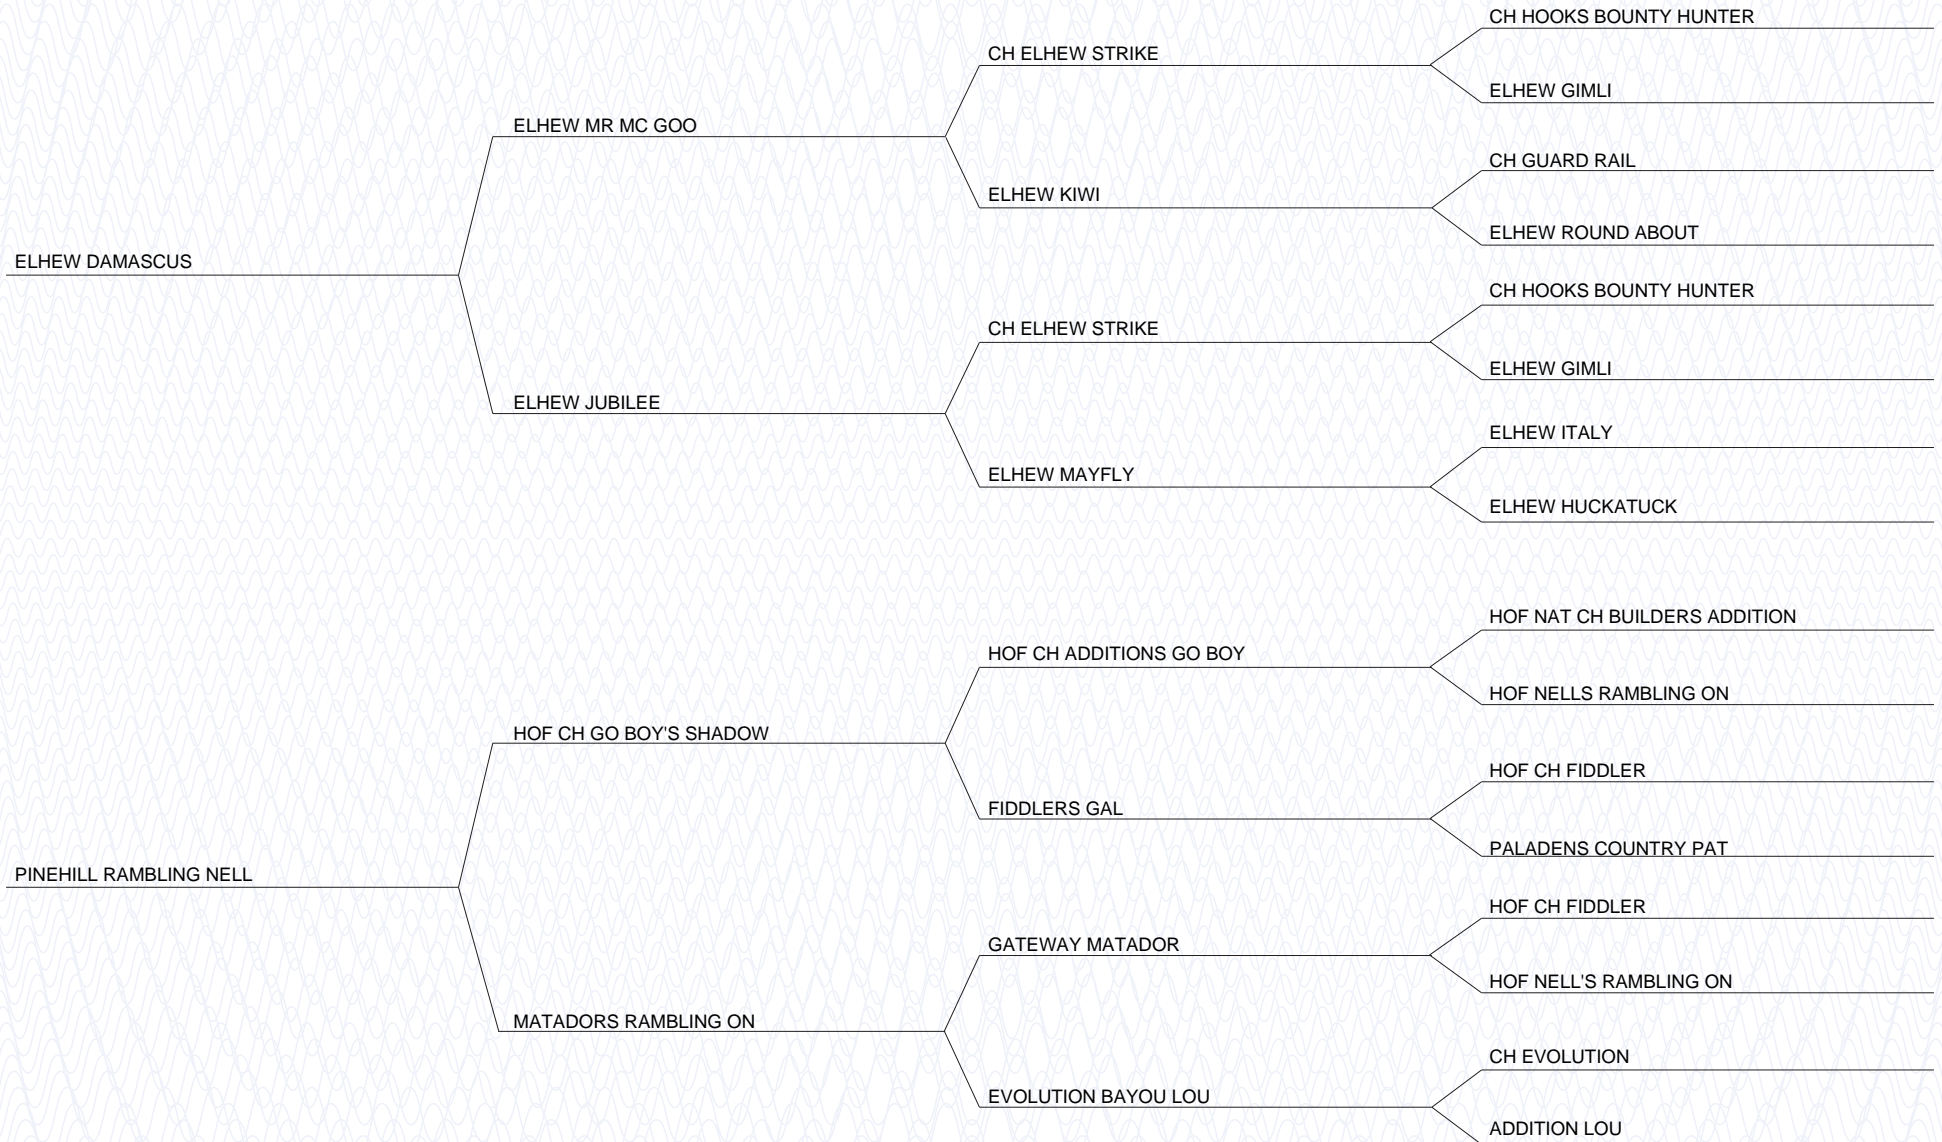 CH HOOKS BOUNTY HUNTER
CH ELHEW STRIKE
ELHEW GIMLI
ELHEW MR MC GOO
CH GUARD RAIL
ELHEW KIWI
ELHEW ROUND ABOUT
ELHEW DAMASCUS
CH HOOKS BOUNTY HUNTER
CH ELHEW STRIKE
ELHEW GIMLI
ELHEW JUBILEE
ELHEW ITALY
ELHEW MAYFLY
ELHEW HUCKATUCK
HOF NAT CH BUILDERS ADDITION
HOF CH ADDITIONS GO BOY
HOF NELLS RAMBLING ON
HOF CH GO BOY'S SHADOW
HOF CH FIDDLER
FIDDLERS GAL
PALADENS COUNTRY PAT
PINEHILL RAMBLING NELL
HOF CH FIDDLER
GATEWAY MATADOR
HOF NELL'S RAMBLING ON
MATADORS RAMBLING ON
CH EVOLUTION
EVOLUTION BAYOU LOU
ADDITION LOU